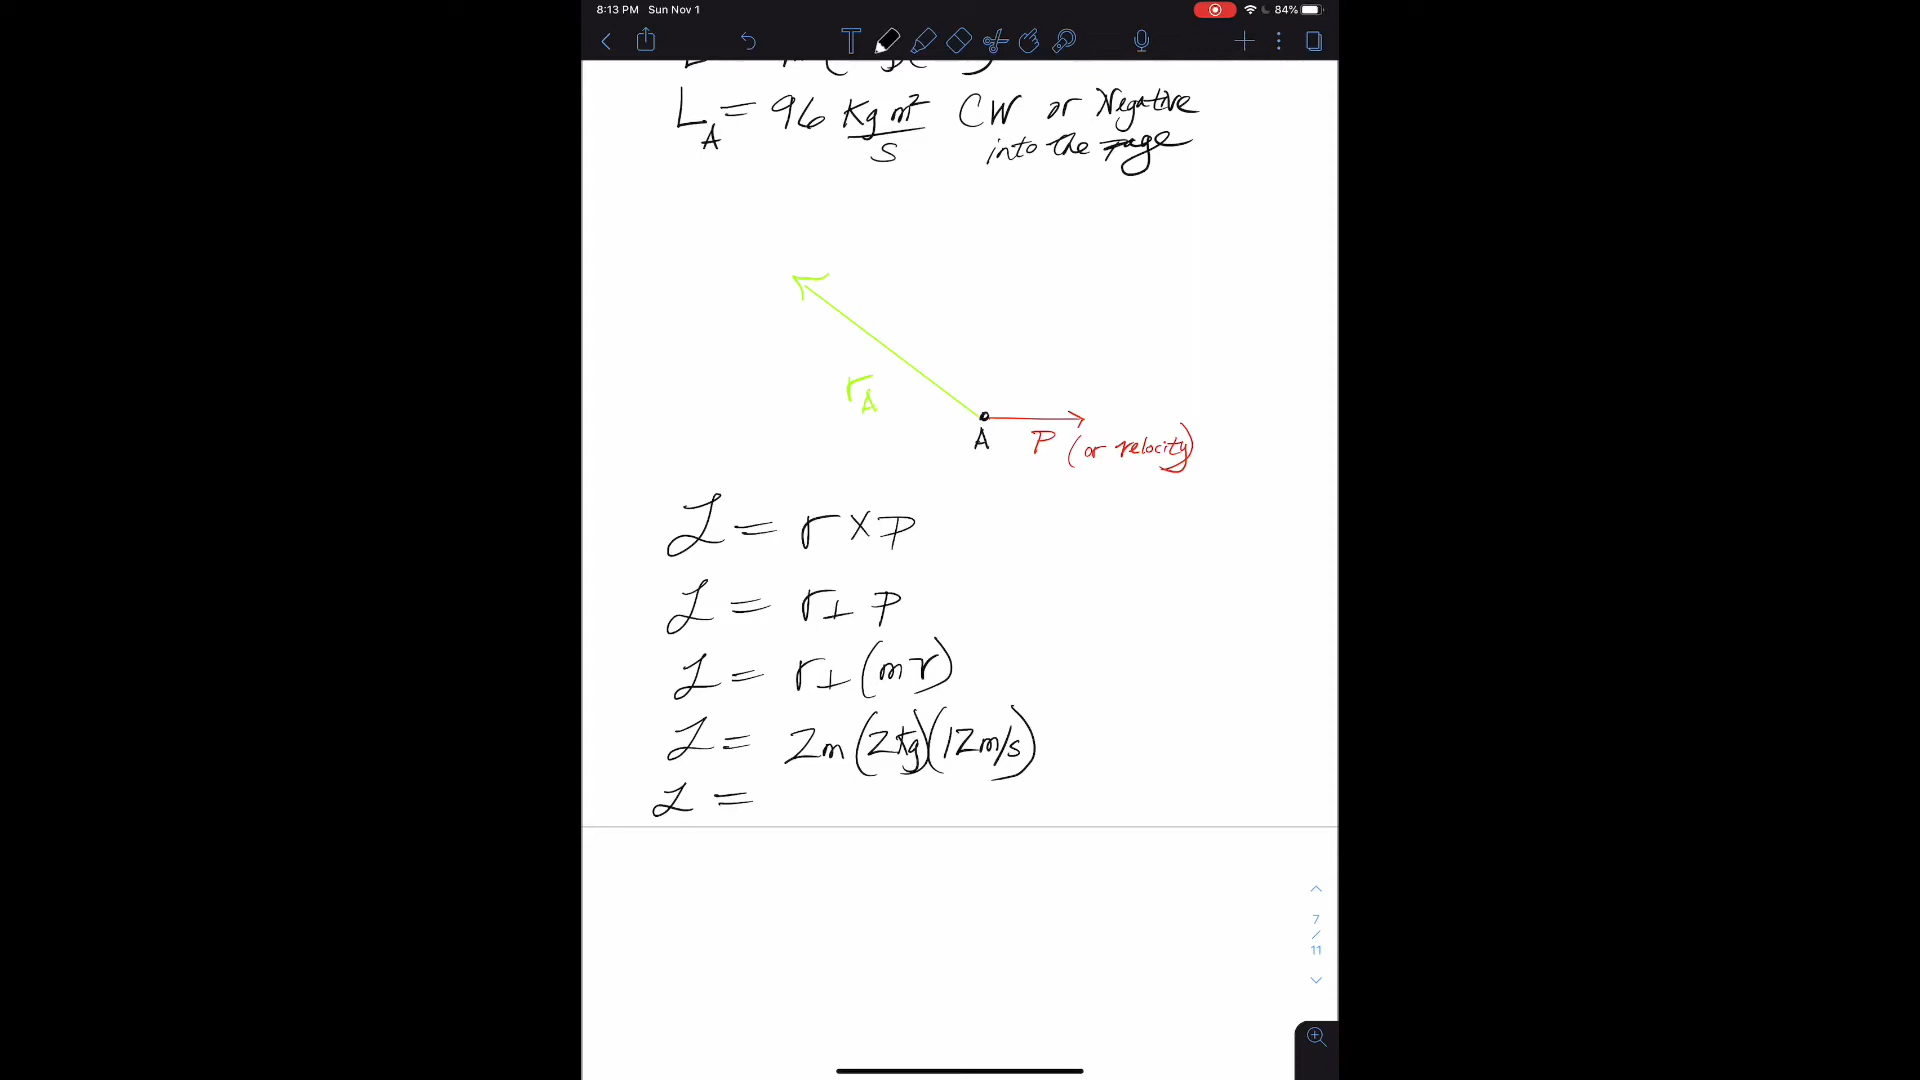 8:13 PM Sun Nov 1
84%
T
L_A = 96 Kg m²/s CW or Negative
into the Page
r_A
A
P (or velocity)
L = r × P
L = r⊥ P
L = r⊥ (mv)
L = 2m (2kg)(12m/s)
L =
7
/
11